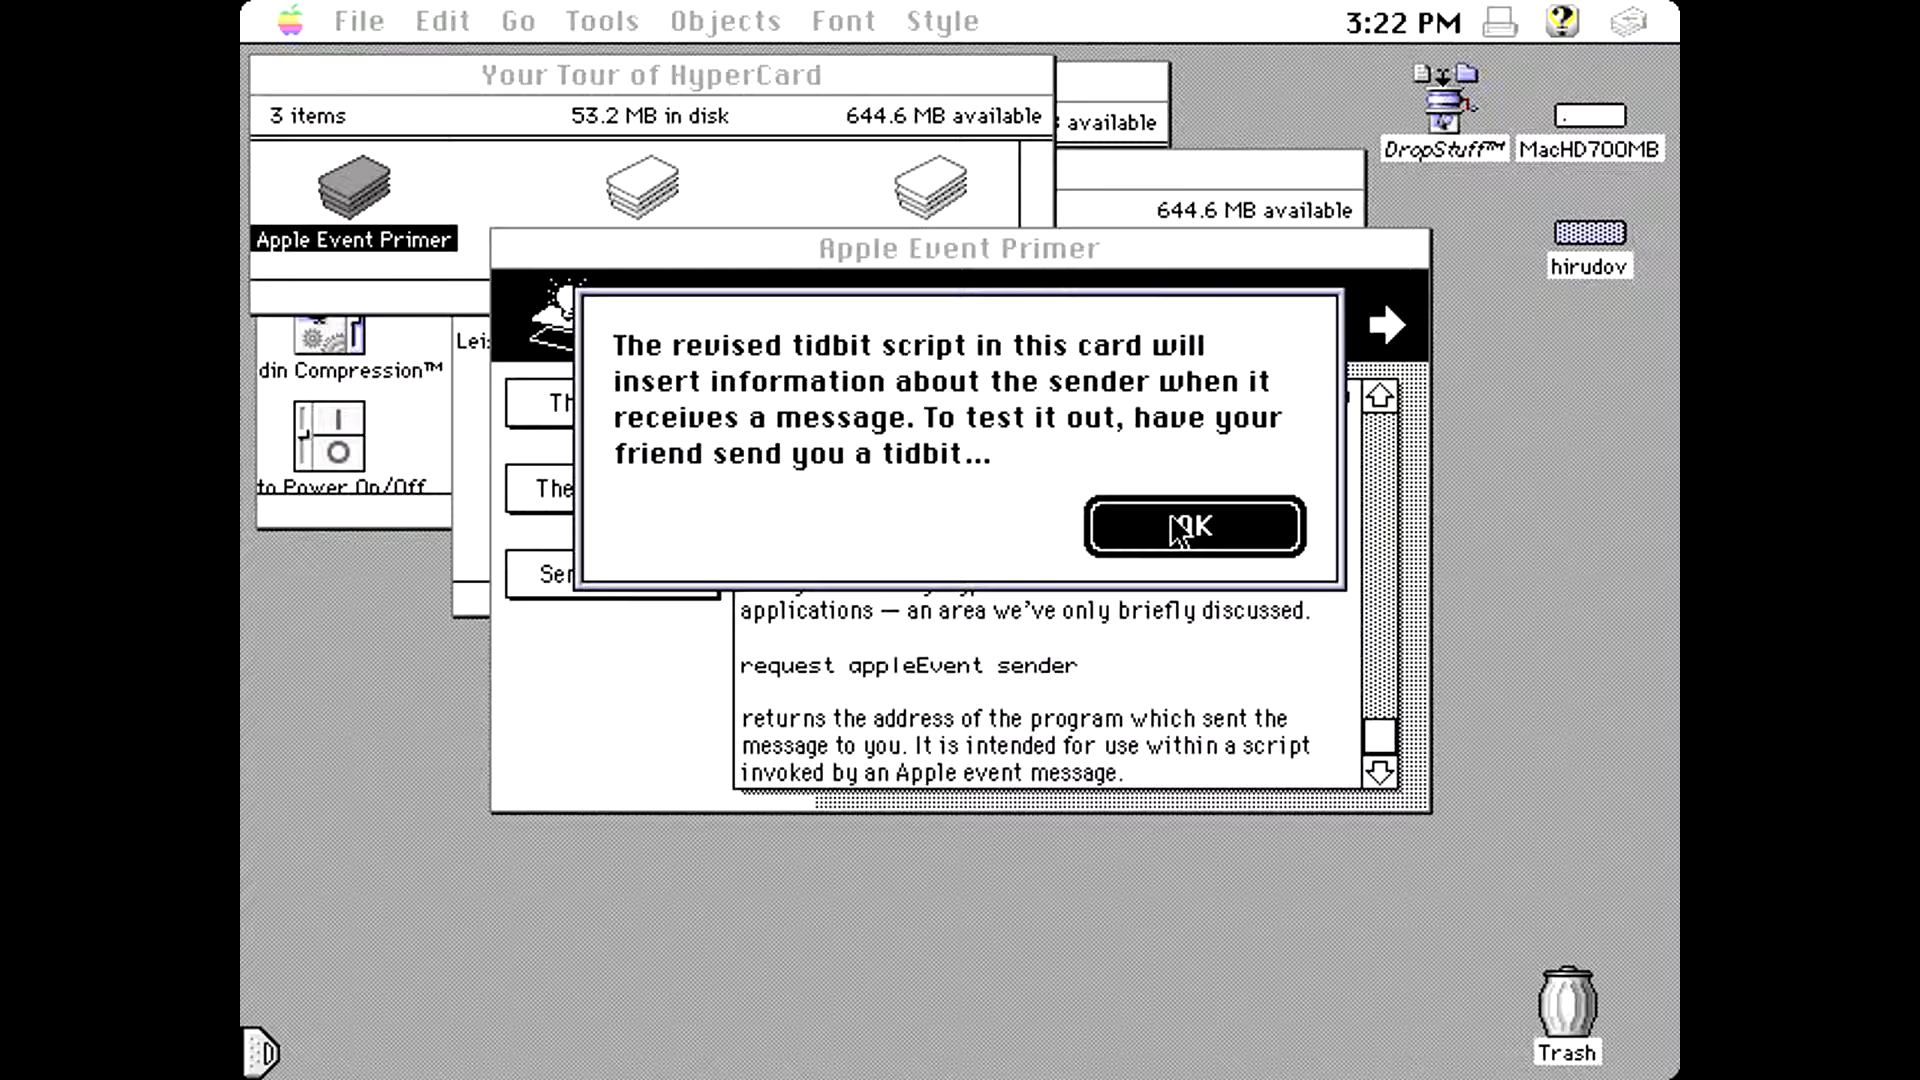 File Edit Go Tools Objects Font Style 3:22 PM
Your Tour of HyperCard
3 items 53.2 MB in disk 644.6 MB available
available
644.6 MB available
DropStuff™
MacHD700MB
hirudov
Apple Event Primer
Apple Event Primer
The revised tidbit script in this card will
insert information about the sender when it
receives a message. To test it out, have your
friend send you a tidbit...
OK
din Compression™
to Power On/Off
The
applications — an area we've only briefly discussed.
request appleEvent sender
returns the address of the program which sent the
message to you. It is intended for use within a script
invoked by an Apple event message.
Trash